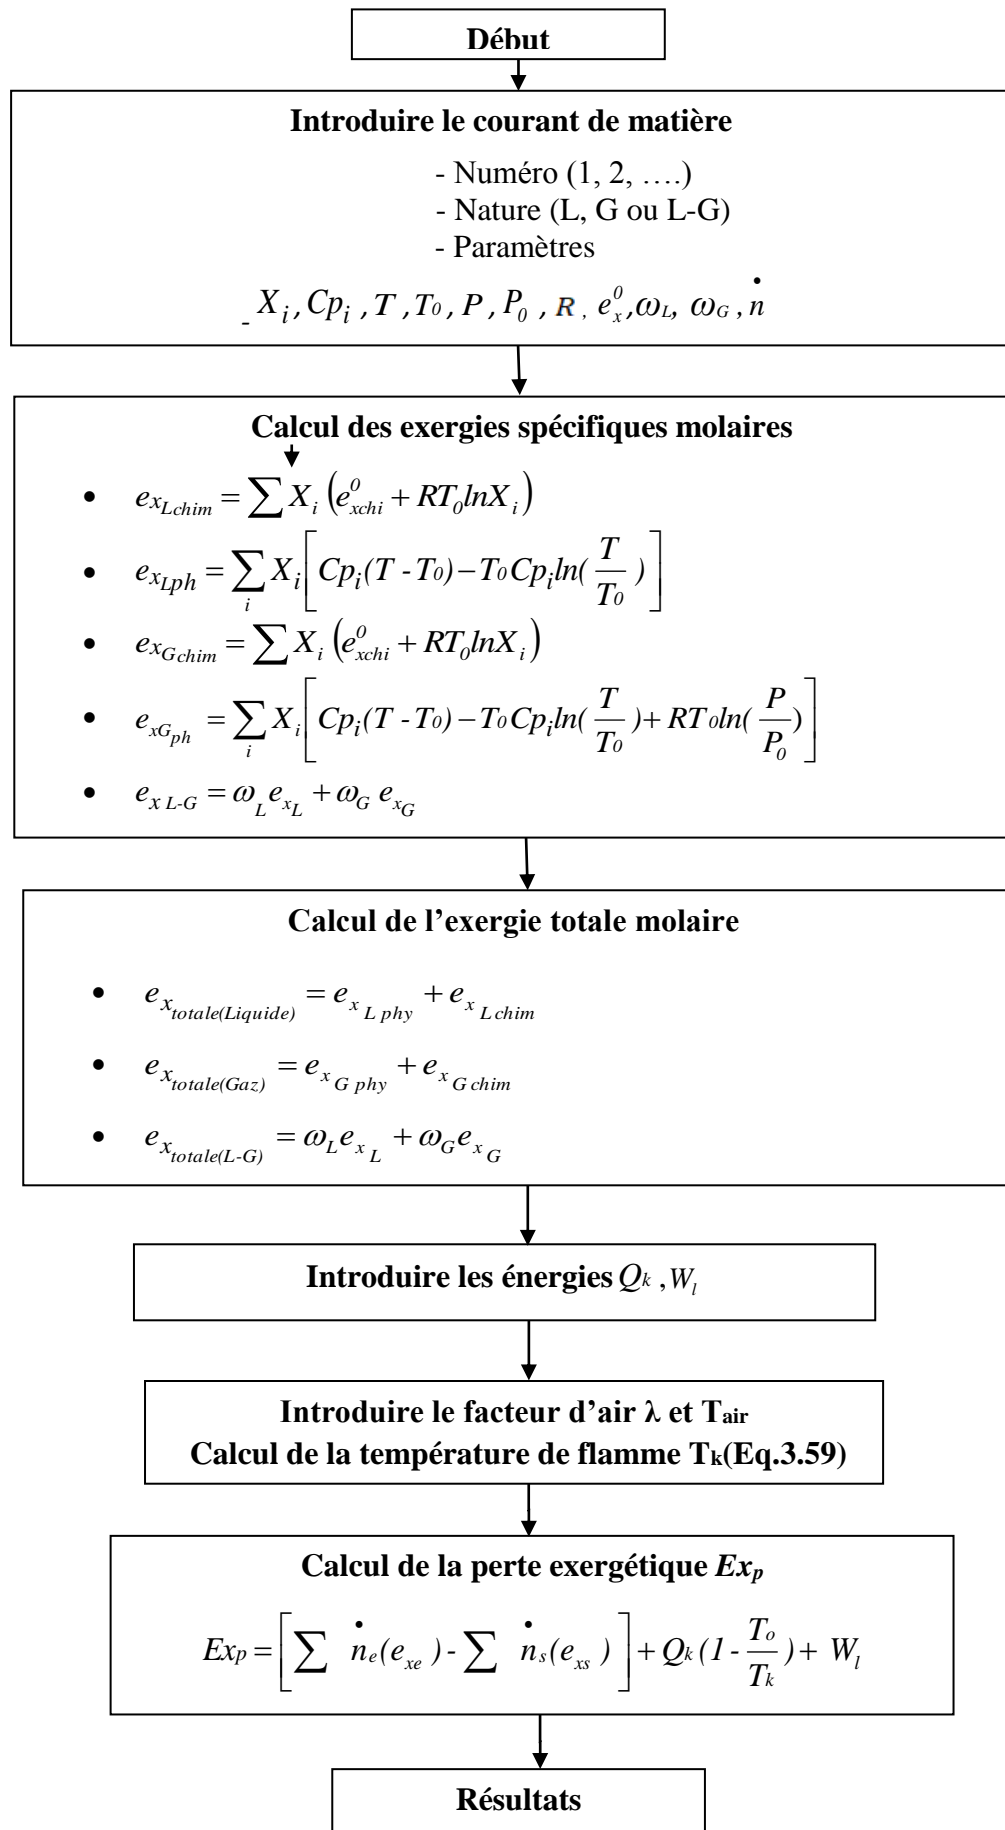 Début
Introduire le courant de matière
- Numéro (1, 2, ....)
- Nature (L, G ou L-G)
- Paramètres
- X_i, Cp_i, T, T_0, P, P_0, R, e_x^0, ω_L, ω_G, ṅ
Calcul des exergies spécifiques molaires
• e_{x_{Lchim}} = ∑ X_i (e_{xchi}^0 + RT_0 ln X_i)
• e_{x_{Lph}} = ∑_i X_i [Cp_i(T - T_0) − T_0 Cp_i ln(T/T_0)]
• e_{x_{Gchim}} = ∑ X_i (e_{xchi}^0 + RT_0 ln X_i)
• e_{xG_{ph}} = ∑_i X_i [Cp_i(T - T_0) − T_0 Cp_i ln(T/T_0) + RT_0 ln(P/P_0)]
• e_{x L-G} = ω_L e_{x_L} + ω_G e_{x_G}
Calcul de l’exergie totale molaire
• e_{x_{totale(Liquide)}} = e_{x_{L phy}} + e_{x_{L chim}}
• e_{x_{totale(Gaz)}} = e_{x_{G phy}} + e_{x_{G chim}}
• e_{x_{totale(L-G)}} = ω_L e_{x_L} + ω_G e_{x_G}
Introduire les énergies Q_k , W_l
Introduire le facteur d’air λ et T_air
Calcul de la température de flamme T_k(Eq.3.59)
Calcul de la perte exergétique Ex_p
Ex_p = [∑ ṅ_e(e_{xe}) - ∑ ṅ_s(e_{xs})] + Q_k(1 - T_o/T_k) + W_l
Résultats